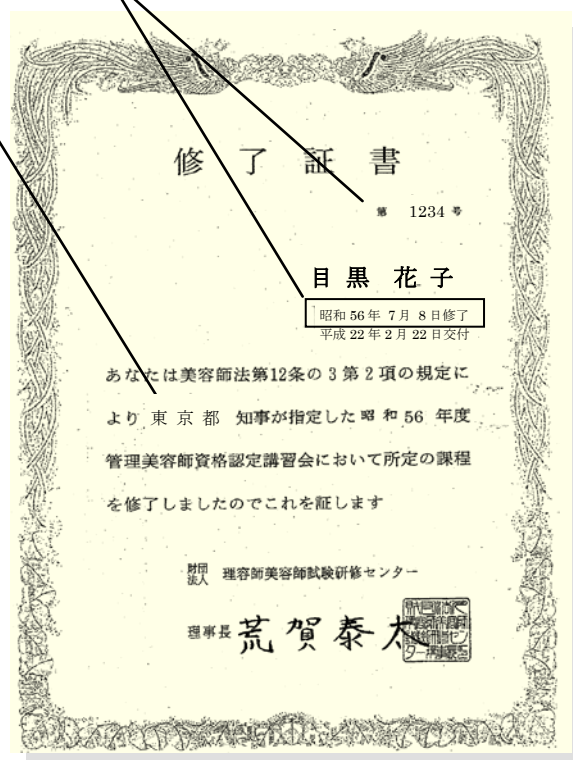 修了証書
第 1234 号
目黒 花子
昭和 56 年 7 月 8 日修了
平成 22 年 2 月 22 日交付
あなたは美容師法第12条の3第2項の規定に
より 東京都 知事が指定した昭和56 年度
管理美容師資格認定講習会において所定の課程
を修了しましたのでこれを証します
財団法人 理容師美容師試験研修センター
理事長 荒賀泰太